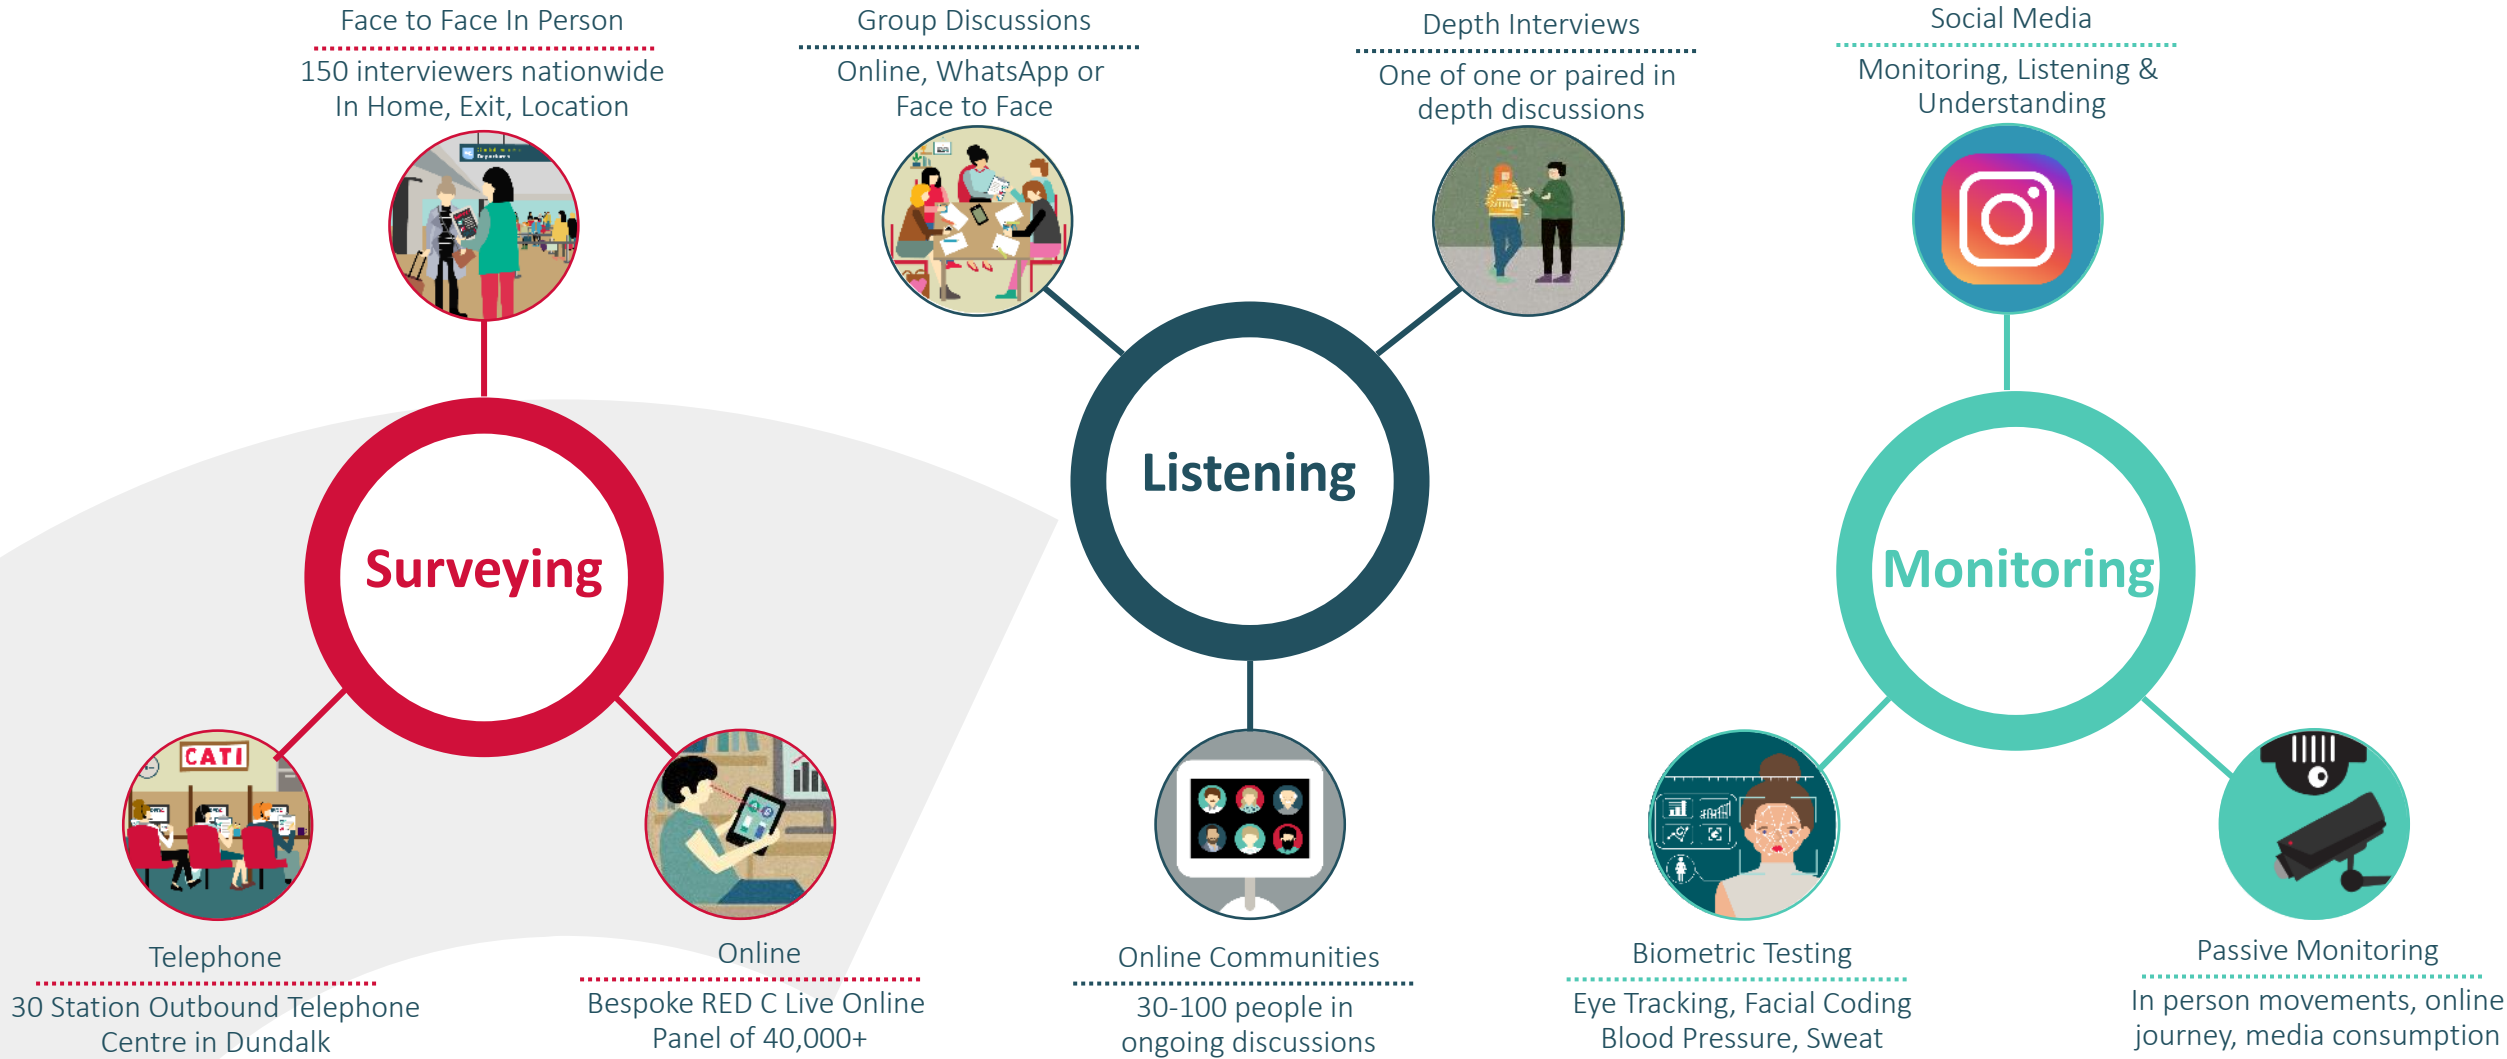 Face to Face In Person
150 interviewers nationwide
In Home, Exit, Location
Group Discussions
Online, WhatsApp or
Face to Face
Depth Interviews
One of one or paired in
depth discussions
Social Media
Monitoring, Listening &
Understanding
Surveying
Listening
Monitoring
CATI
Telephone
30 Station Outbound Telephone
Centre in Dundalk
Online
Bespoke RED C Live Online
Panel of 40,000+
Online Communities
30-100 people in
ongoing discussions
Biometric Testing
Eye Tracking, Facial Coding
Blood Pressure, Sweat
Passive Monitoring
In person movements, online
journey, media consumption